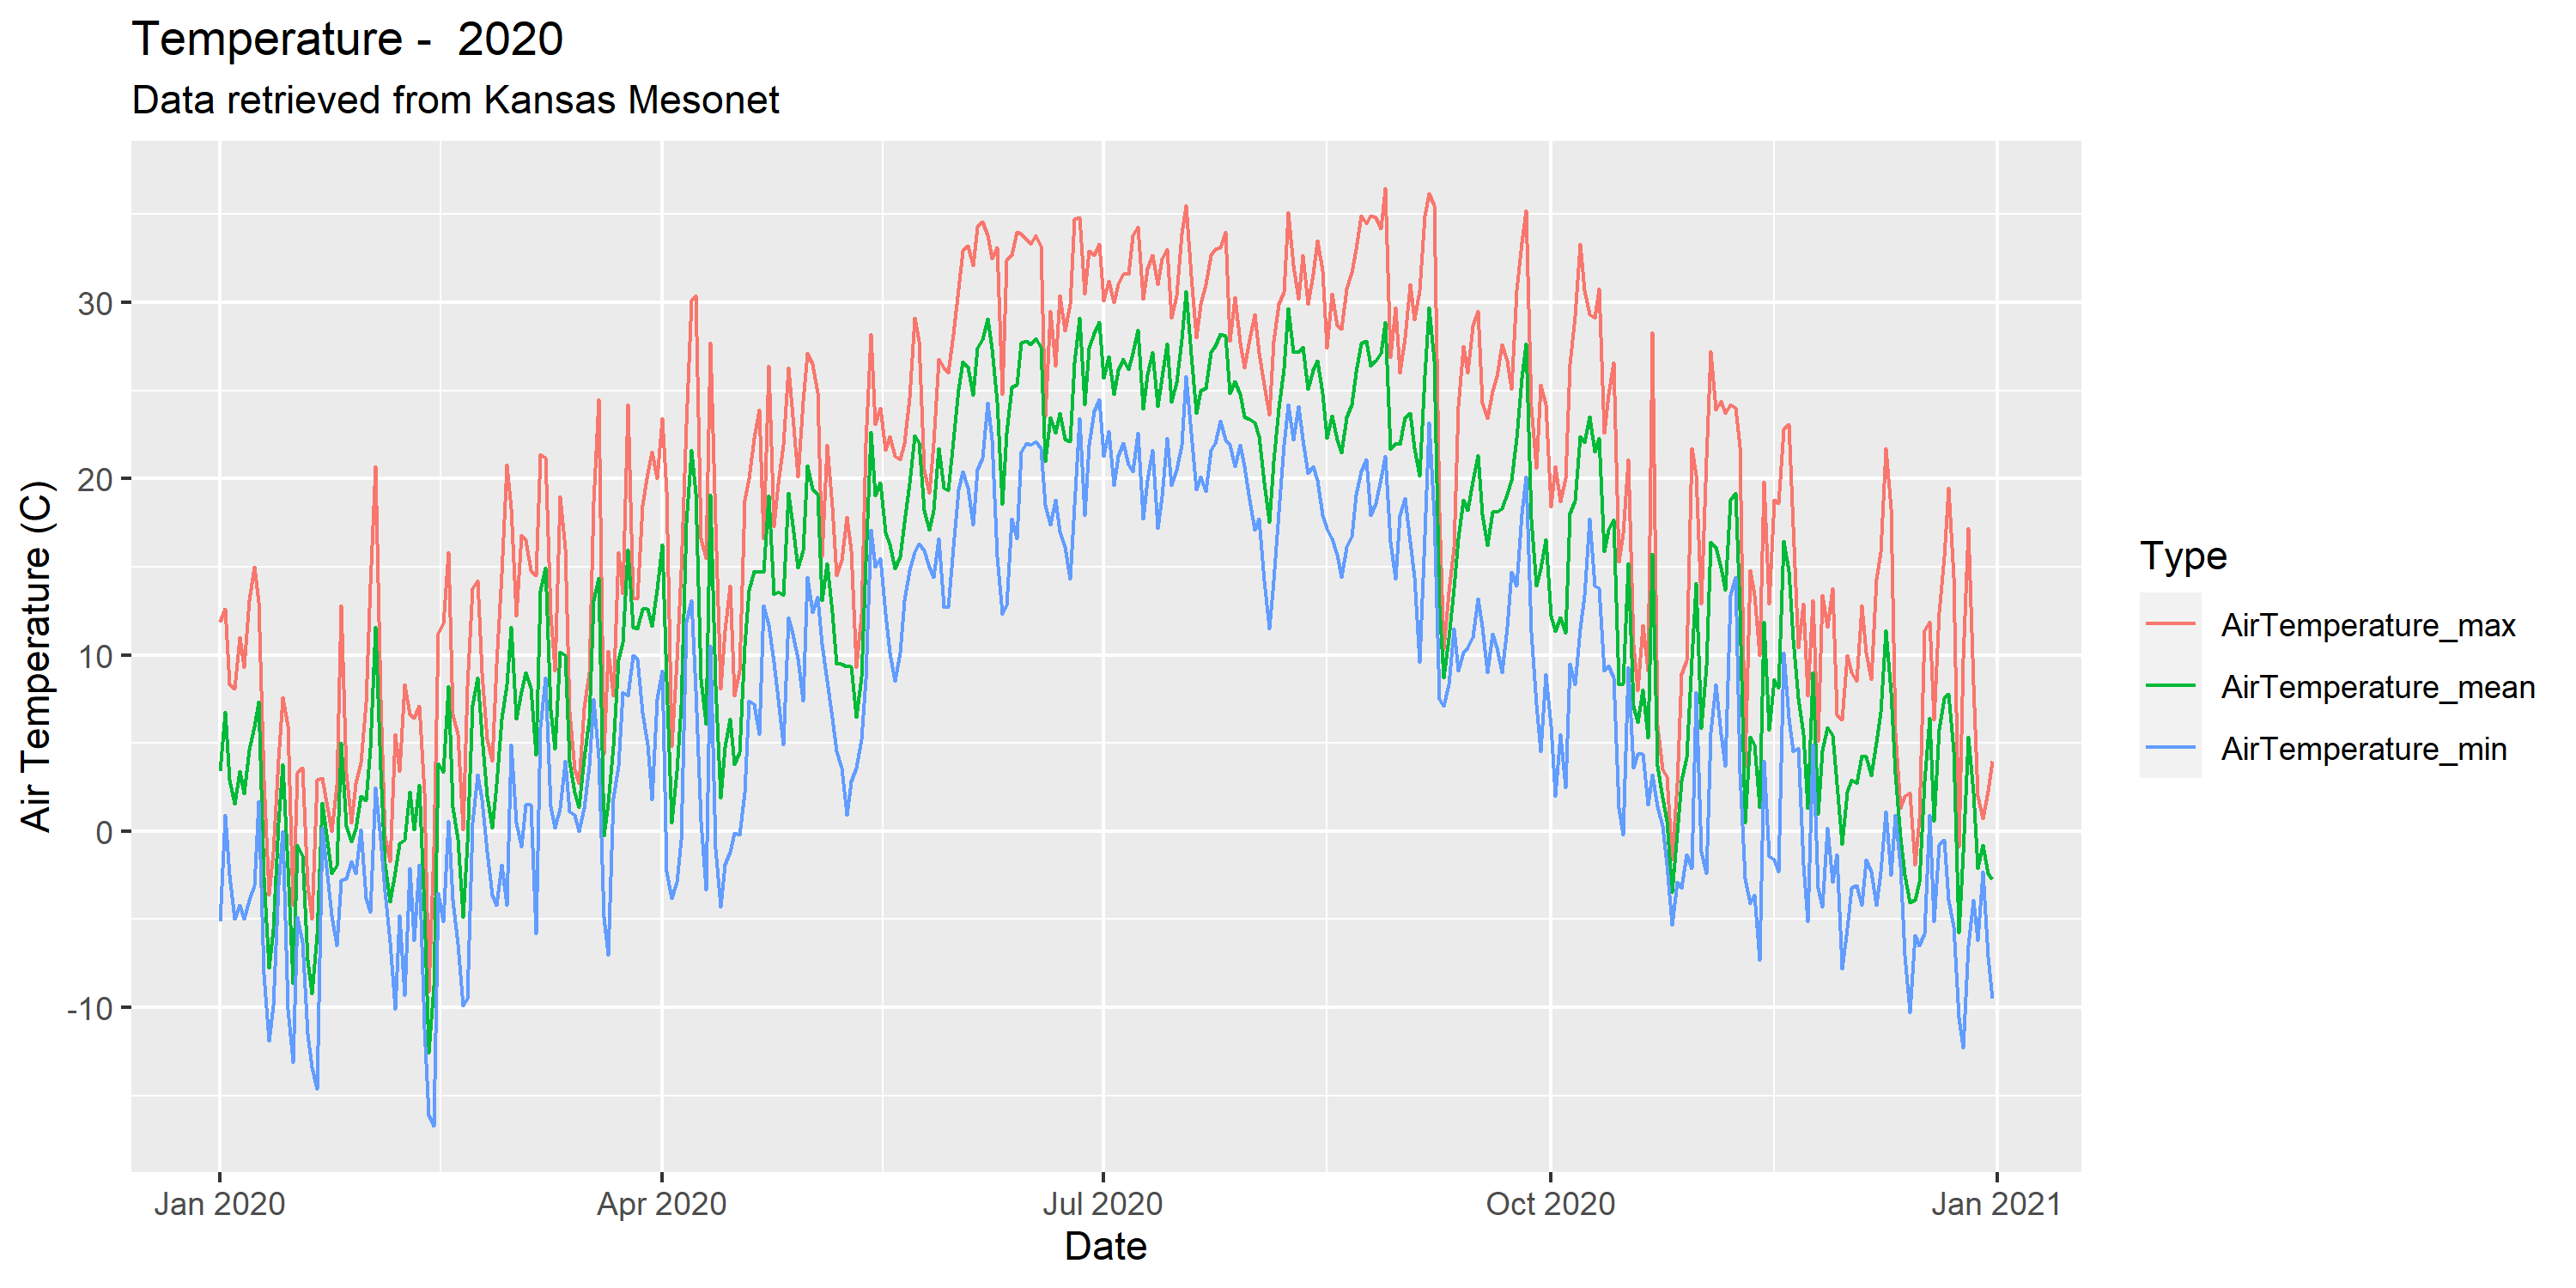 Temperature -  2020
Data retrieved from Kansas Mesonet
Air Temperature (C)
30
20
10
0
-10
Jan 2020
Apr 2020
Jul 2020
Oct 2020
Jan 2021
Date
Type
AirTemperature_max
AirTemperature_mean
AirTemperature_min